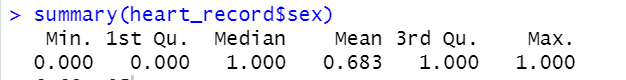 > summary(heart_record$sex)
Min. 1st Qu. Median Mean 3rd Qu. Max.
0.000 0.000 1.000 0.683 1.000 1.000